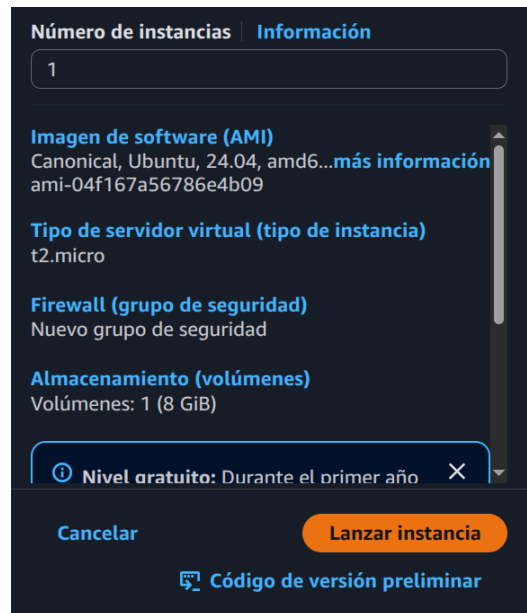 Número de instancias | Información
1
Imagen de software (AMI)
Canonical, Ubuntu, 24.04, amd6...más información
ami-04f167a56786e4b09
Tipo de servidor virtual (tipo de instancia)
t2.micro
Firewall (grupo de seguridad)
Nuevo grupo de seguridad
Almacenamiento (volúmenes)
Volúmenes: 1 (8 GiB)
Nivel gratuito: Durante el primer año
Cancelar
Lanzar instancia
Código de versión preliminar